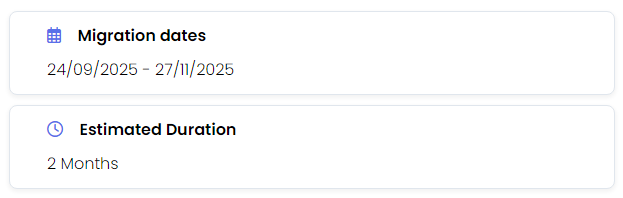 Migration dates
24/09/2025 - 27/11/2025
Estimated Duration
2 Months